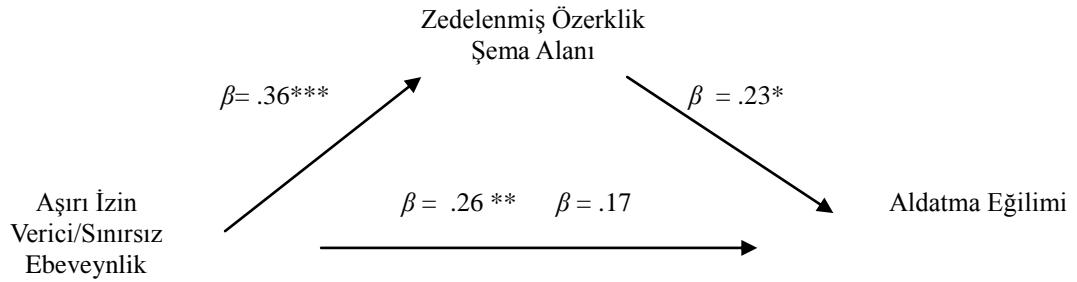 Zedelenmiş Özerklik
Şema Alanı
β= .36***
β = .23*
Aşırı İzin
Verici/Sınırsız
Ebeveynlik
β = .26 ** β = .17
Aldatma Eğilimi